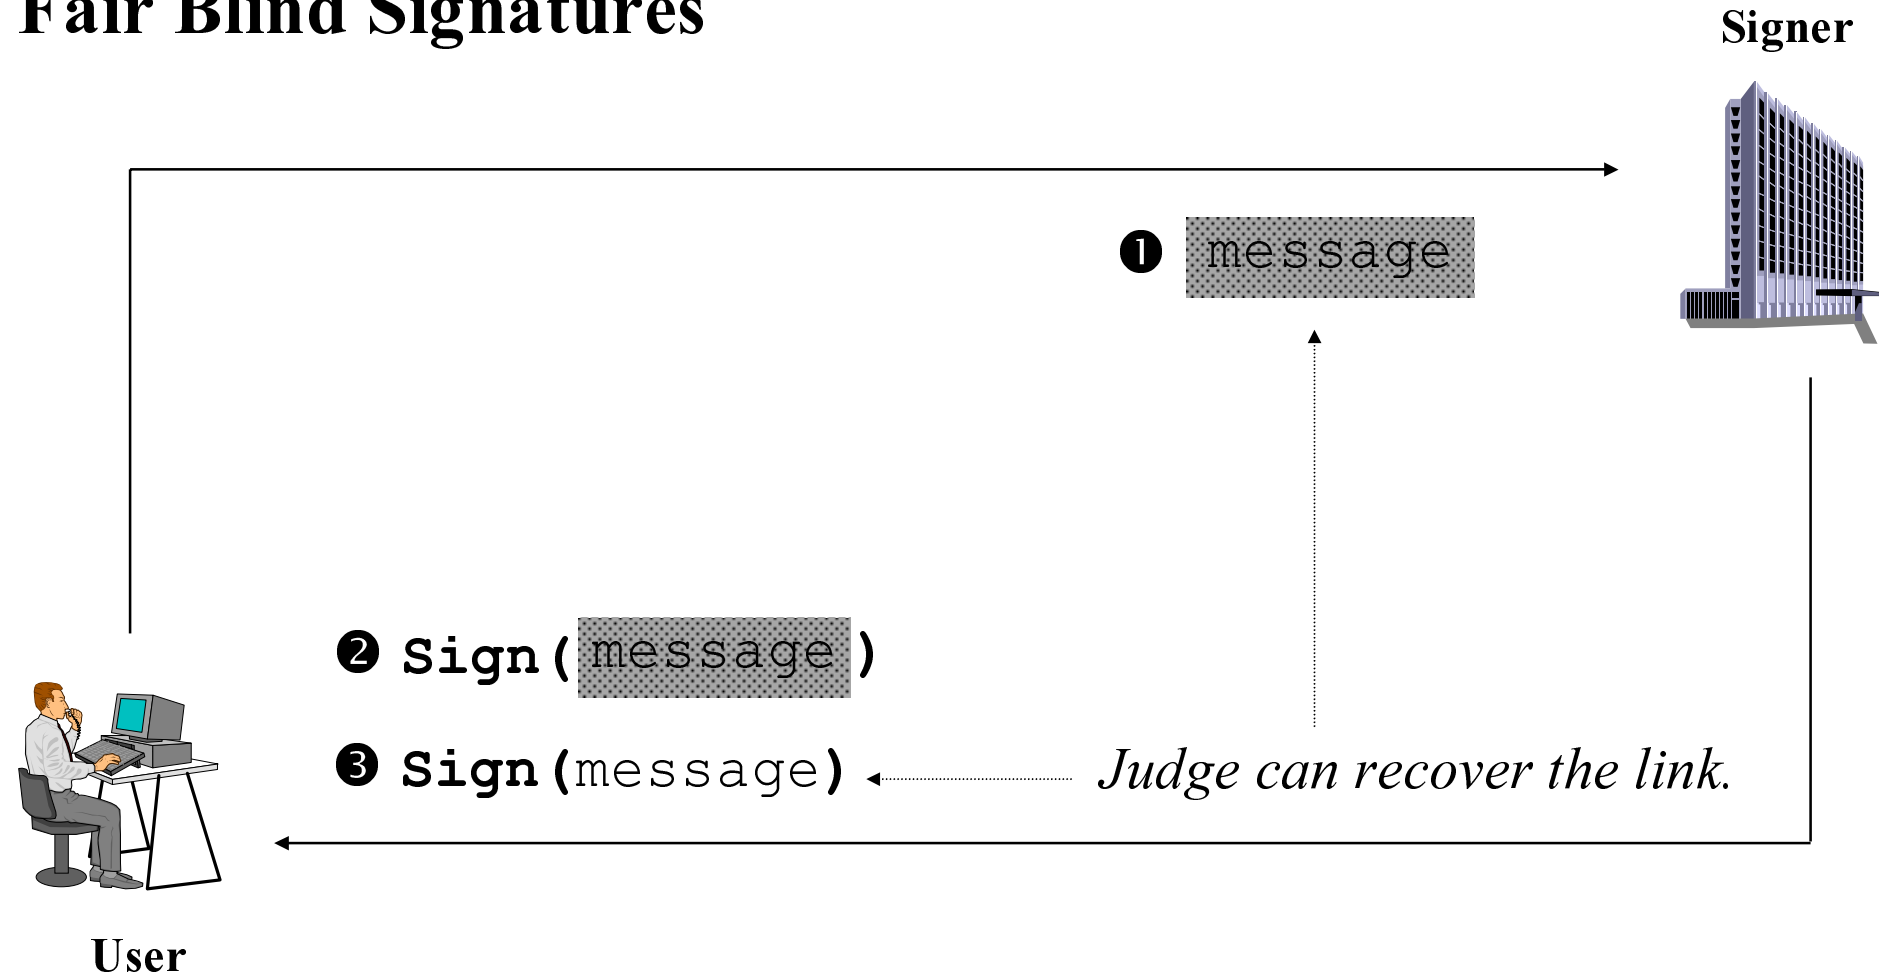 Fair Blind Signatures
Signer
❶ message
❷ Sign(message)
❸ Sign(message)
Judge can recover the link.
User